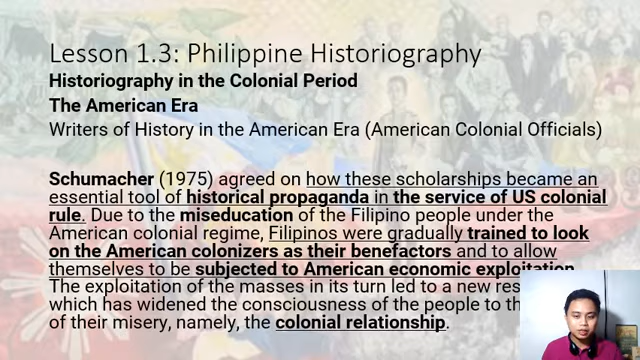 Lesson 1.3: Philippine Historiography
Historiography in the Colonial Period
The American Era
Writers of History in the American Era (American Colonial Officials)
Schumacher (1975) agreed on how these scholarships became an
essential tool of historical propaganda in the service of US colonial
rule. Due to the miseducation of the Filipino people under the
American colonial regime, Filipinos were gradually trained to look
on the American colonizers as their benefactors and to allow
themselves to be subjected to American economic exploitation.
The exploitation of the masses in its turn led to a new
which has widened the consciousness of the people to
of their misery, namely, the colonial relationship.